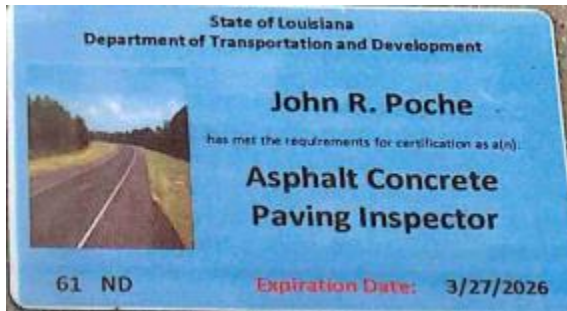 State of Louisiana
Department of Transportation and Development
John R. Poche
has met the requirements for certification as a(n):
Asphalt Concrete
Paving Inspector
61 ND
Expiration Date: 3/27/2026